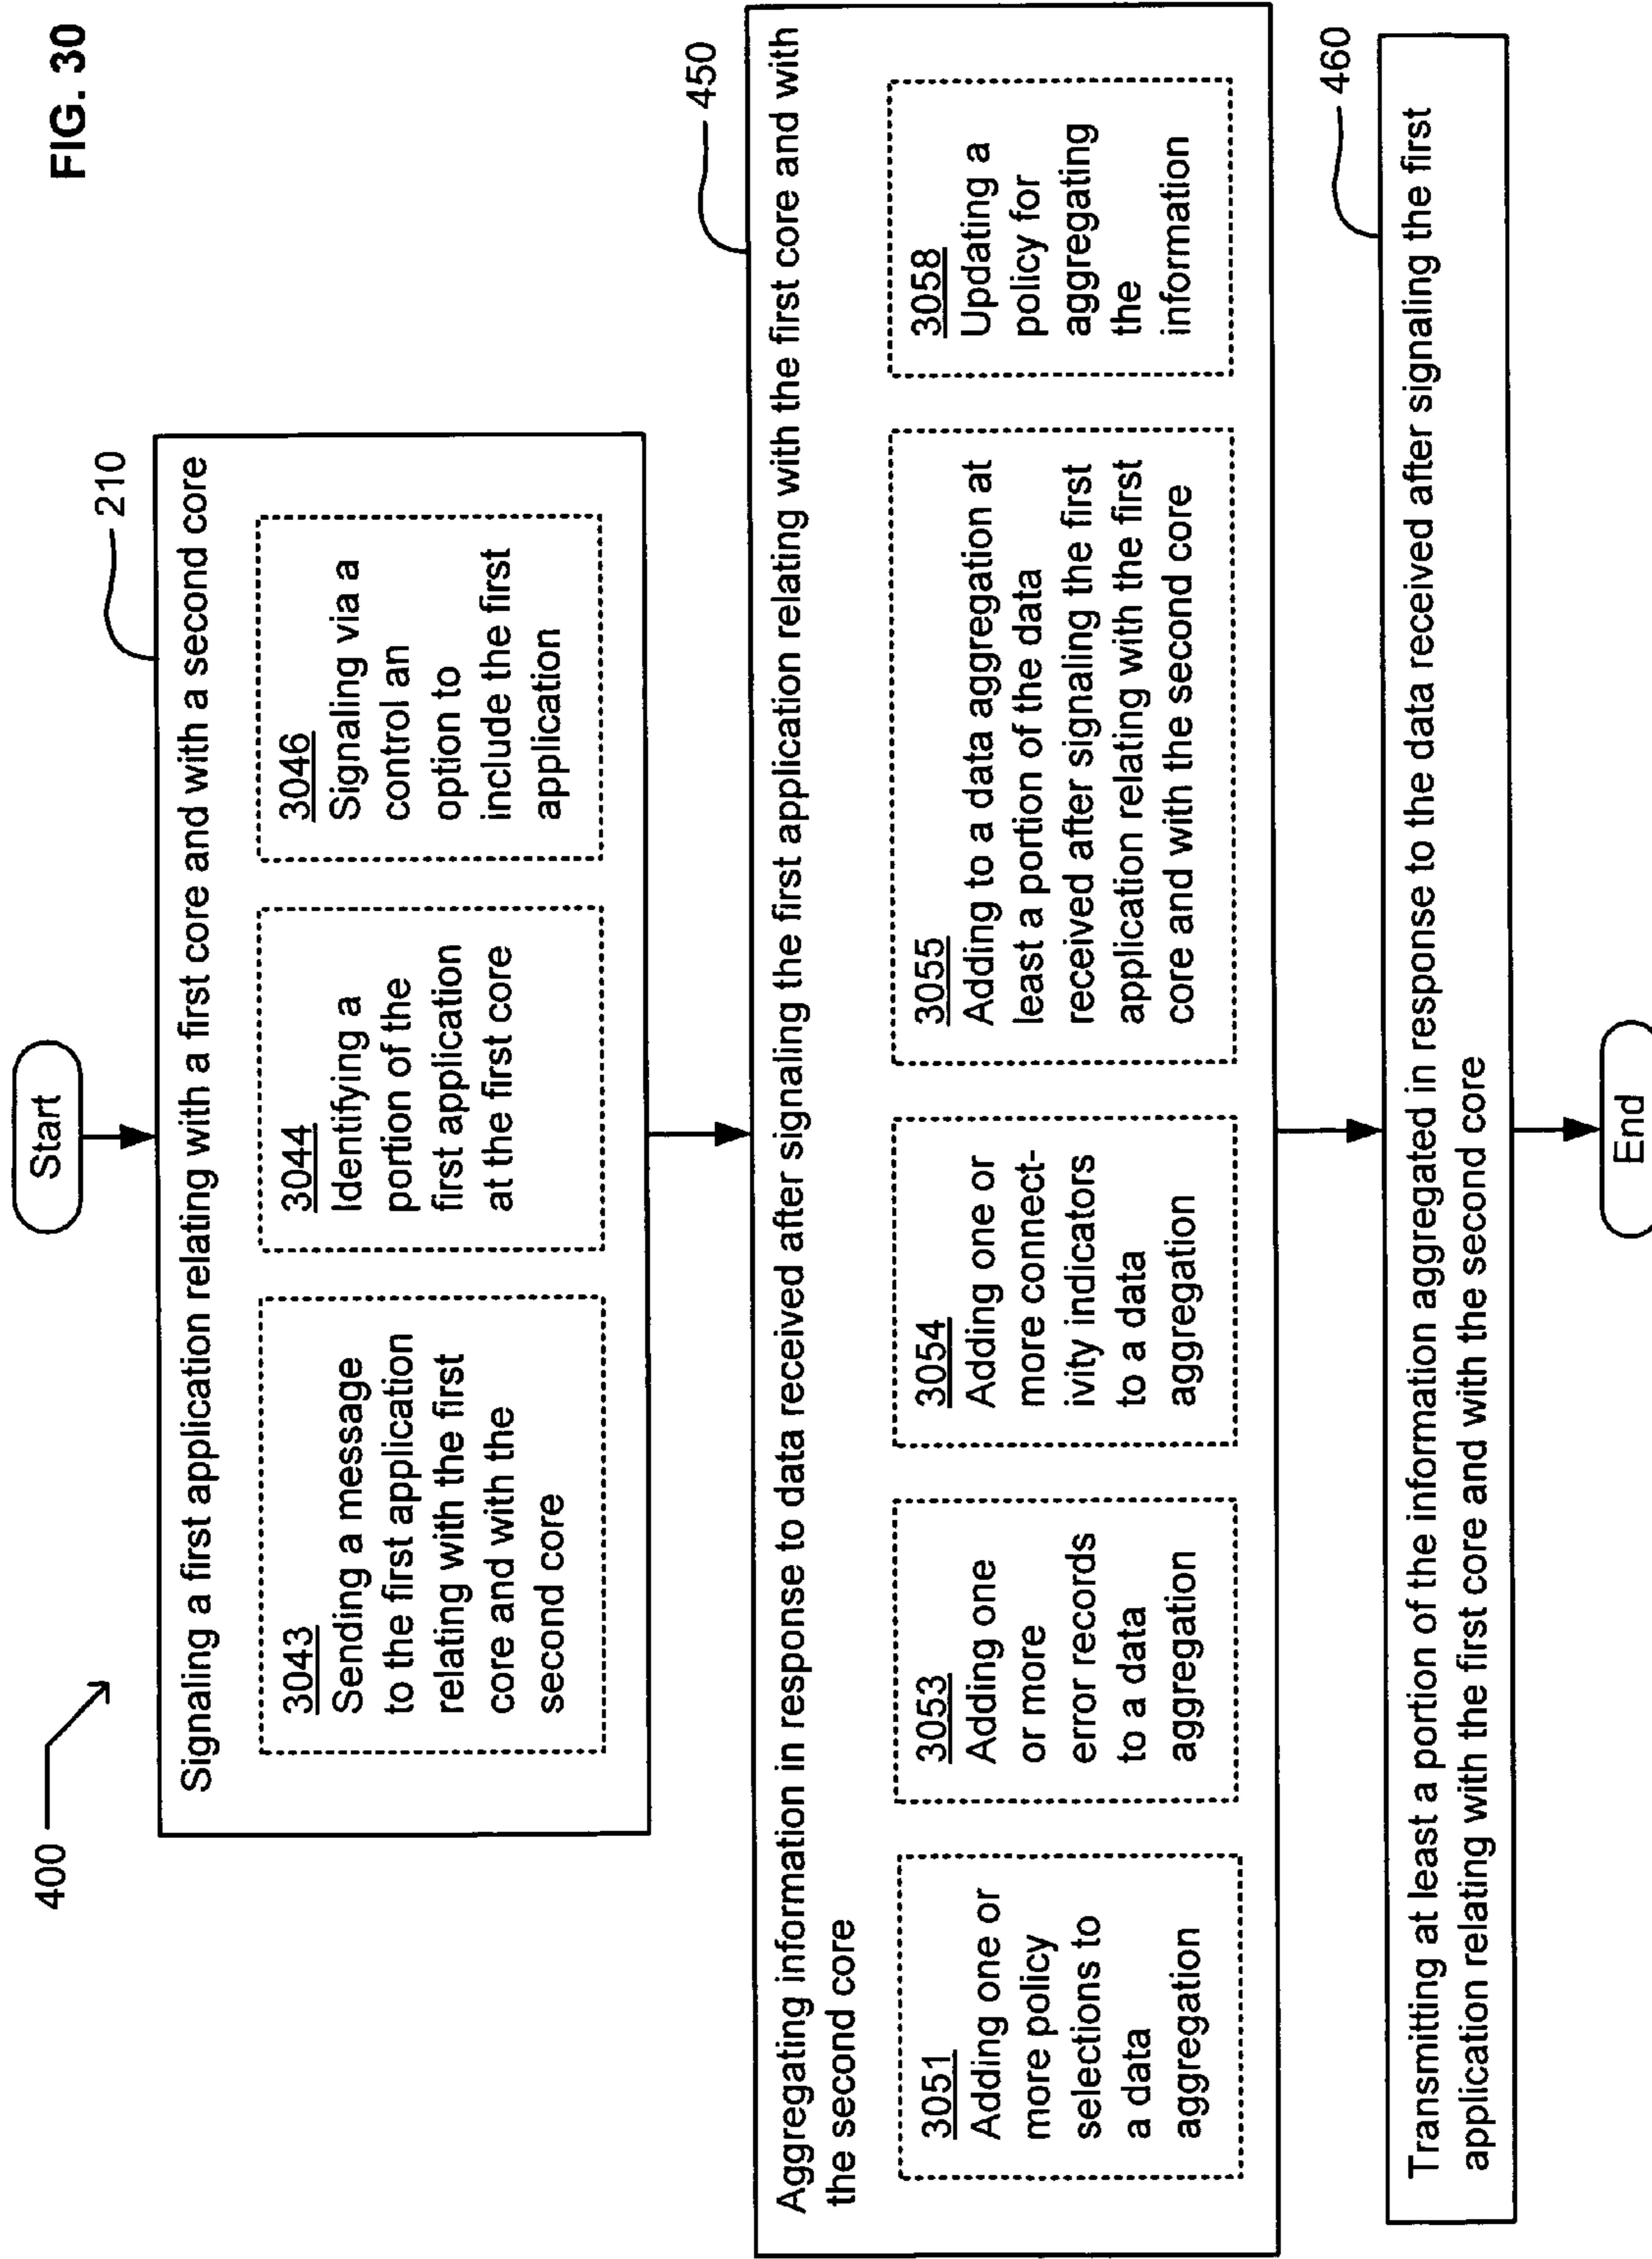 FIG. 30
400
Start
210
Signaling a first application relating with a first core and with a second core
3043
Sending a message
to the first application
relating with the first
core and with the
second core
3044
Identifying a
portion of the
first application
at the first core
3046
Signaling via a
control an
option to
include the first
application
450
Aggregating information in response to data received after signaling the first application relating with the first core and with
the second core
3051
Adding one or
more policy
selections to
a data
aggregation
3053
Adding one
or more
error records
to a data
aggregation
3054
Adding one or
more connect-
ivity indicators
to a data
aggregation
3055
Adding to a data aggregation at
least a portion of the data
received after signaling the first
application relating with the first
core and with the second core
3058
Updating a
policy for
aggregating
the
information
460
Transmitting at least a portion of the information aggregated in response to the data received after signaling the first
application relating with the first core and with the second core
End